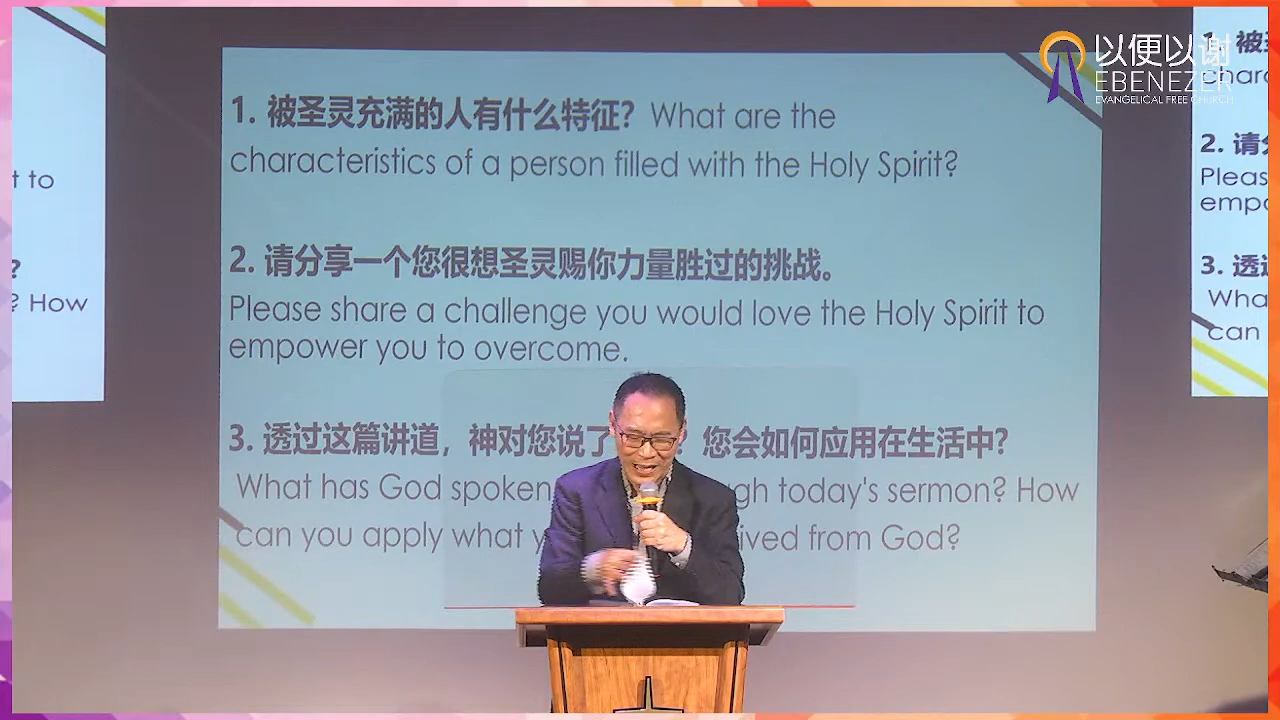 以便以谢
EBENEZER
EVANGELICAL FREE CHURCH
1. 被圣灵充满的人有什么特征？ What are the
characteristics of a person filled with the Holy Spirit?
2. 请分享一个您很想圣灵赐你力量胜过的挑战。
Please share a challenge you would love the Holy Spirit to
empower you to overcome.
3. 透过这篇讲道，神对您说了 ？您会如何应用在生活中？
What has God spoken gh today's sermon? How
can you apply what y ived from God?
t to
?
? How
1. 被
chara
2. 请
Pleas
empo
3. 透
Wha
can